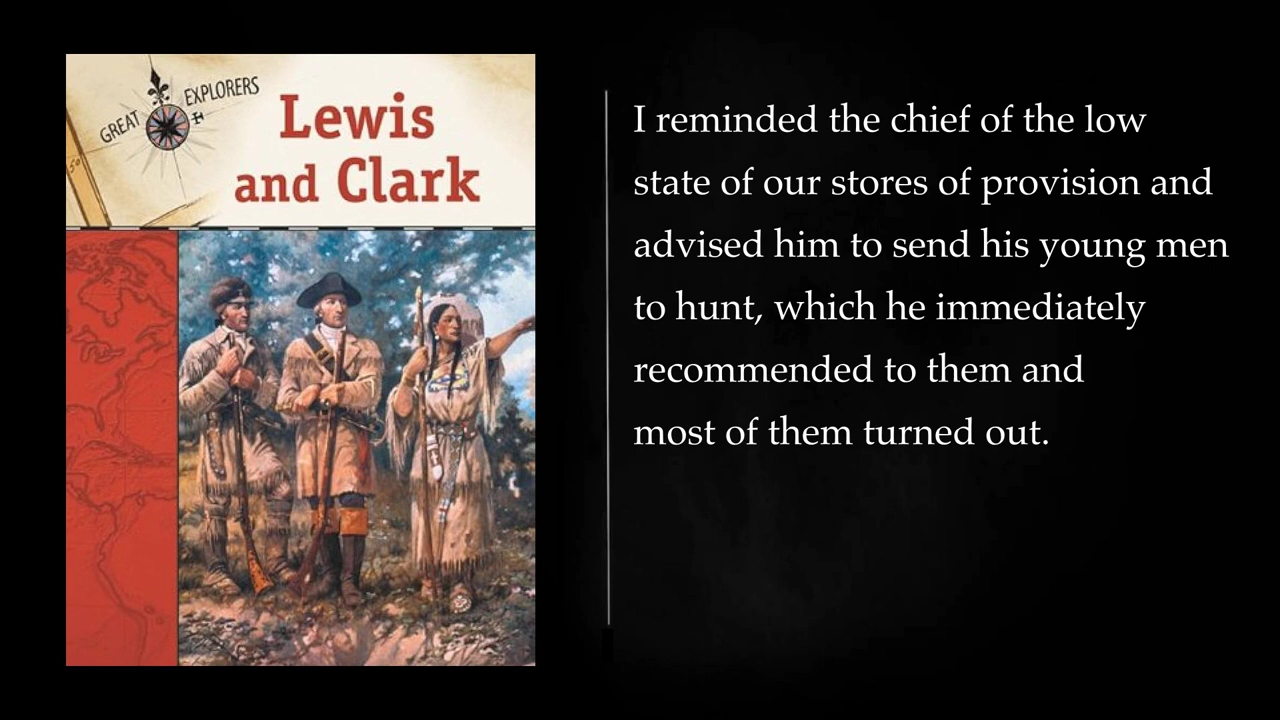 GREAT EXPLORERS
Lewis
and Clark
I reminded the chief of the low
state of our stores of provision and
advised him to send his young men
to hunt, which he immediately
recommended to them and
most of them turned out.